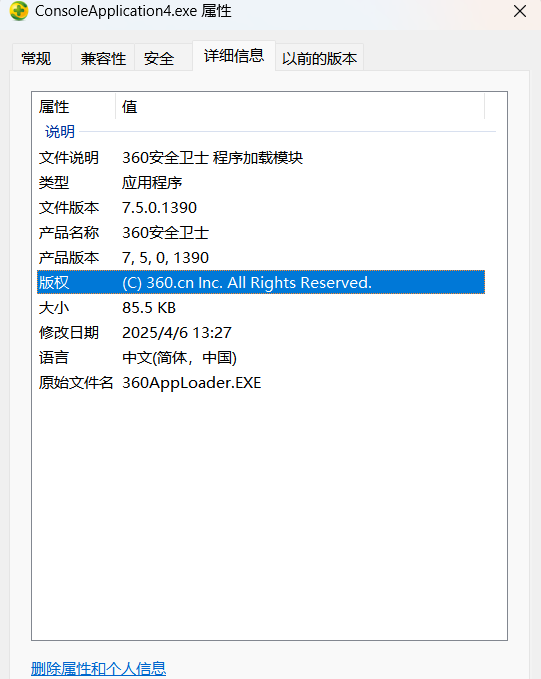 ConsoleApplication4.exe 属性
常规 兼容性 安全 详细信息 以前的版本
属性 值
说明
文件说明 360安全卫士 程序加载模块
类型 应用程序
文件版本 7.5.0.1390
产品名称 360安全卫士
产品版本 7, 5, 0, 1390
版权 (C) 360.cn Inc. All Rights Reserved.
大小 85.5 KB
修改日期 2025/4/6 13:27
语言 中文(简体，中国)
原始文件名 360AppLoader.EXE
删除属性和个人信息